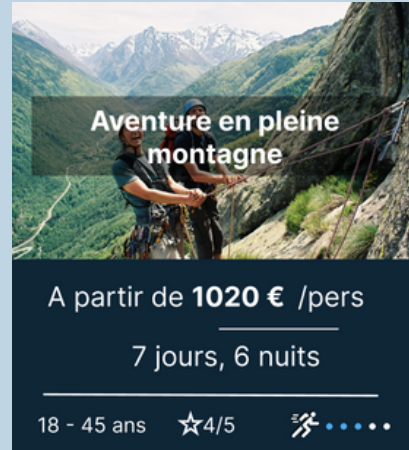 Aventure en pleine
montagne
A partir de 1020 € /pers
7 jours, 6 nuits
18 - 45 ans 4/5